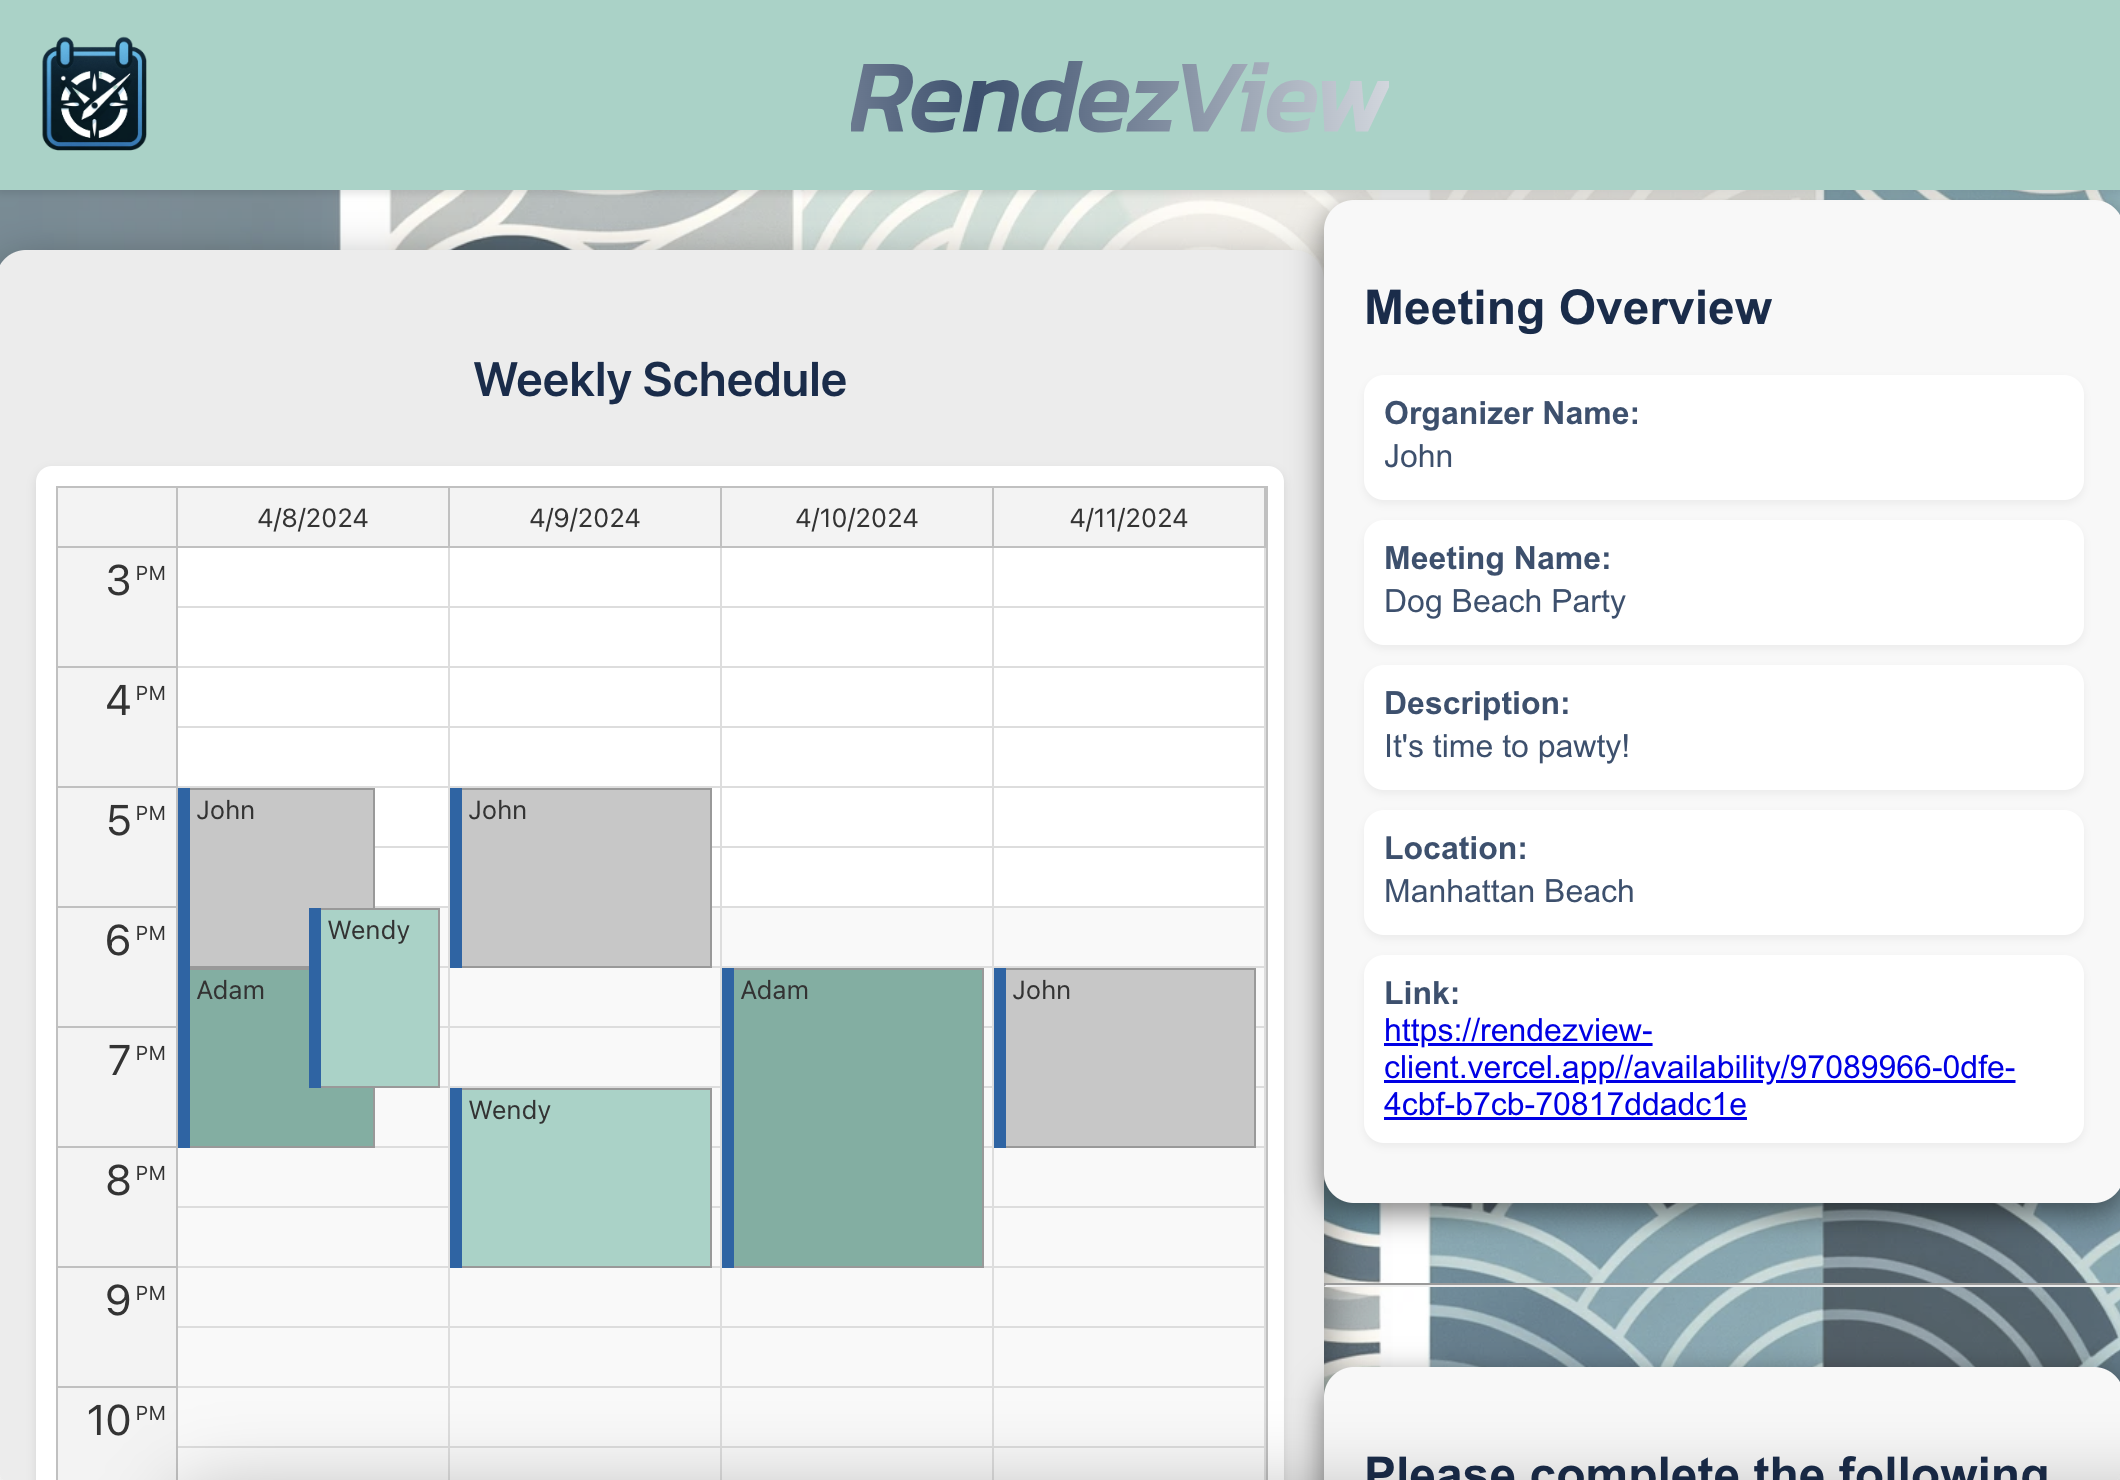 RendezView
Weekly Schedule
4/8/2024 4/9/2024 4/10/2024 4/11/2024
3 PM
4 PM
5 PM
John John
6 PM
Wendy
Adam Adam John
7 PM
Wendy
8 PM
9 PM
10 PM
Meeting Overview
Organizer Name:
John
Meeting Name:
Dog Beach Party
Description:
It's time to pawty!
Location:
Manhattan Beach
Link:
https://rendezview-
client.vercel.app//availability/97089966-0dfe-
4cbf-b7cb-70817ddadc1e
Please complete the following